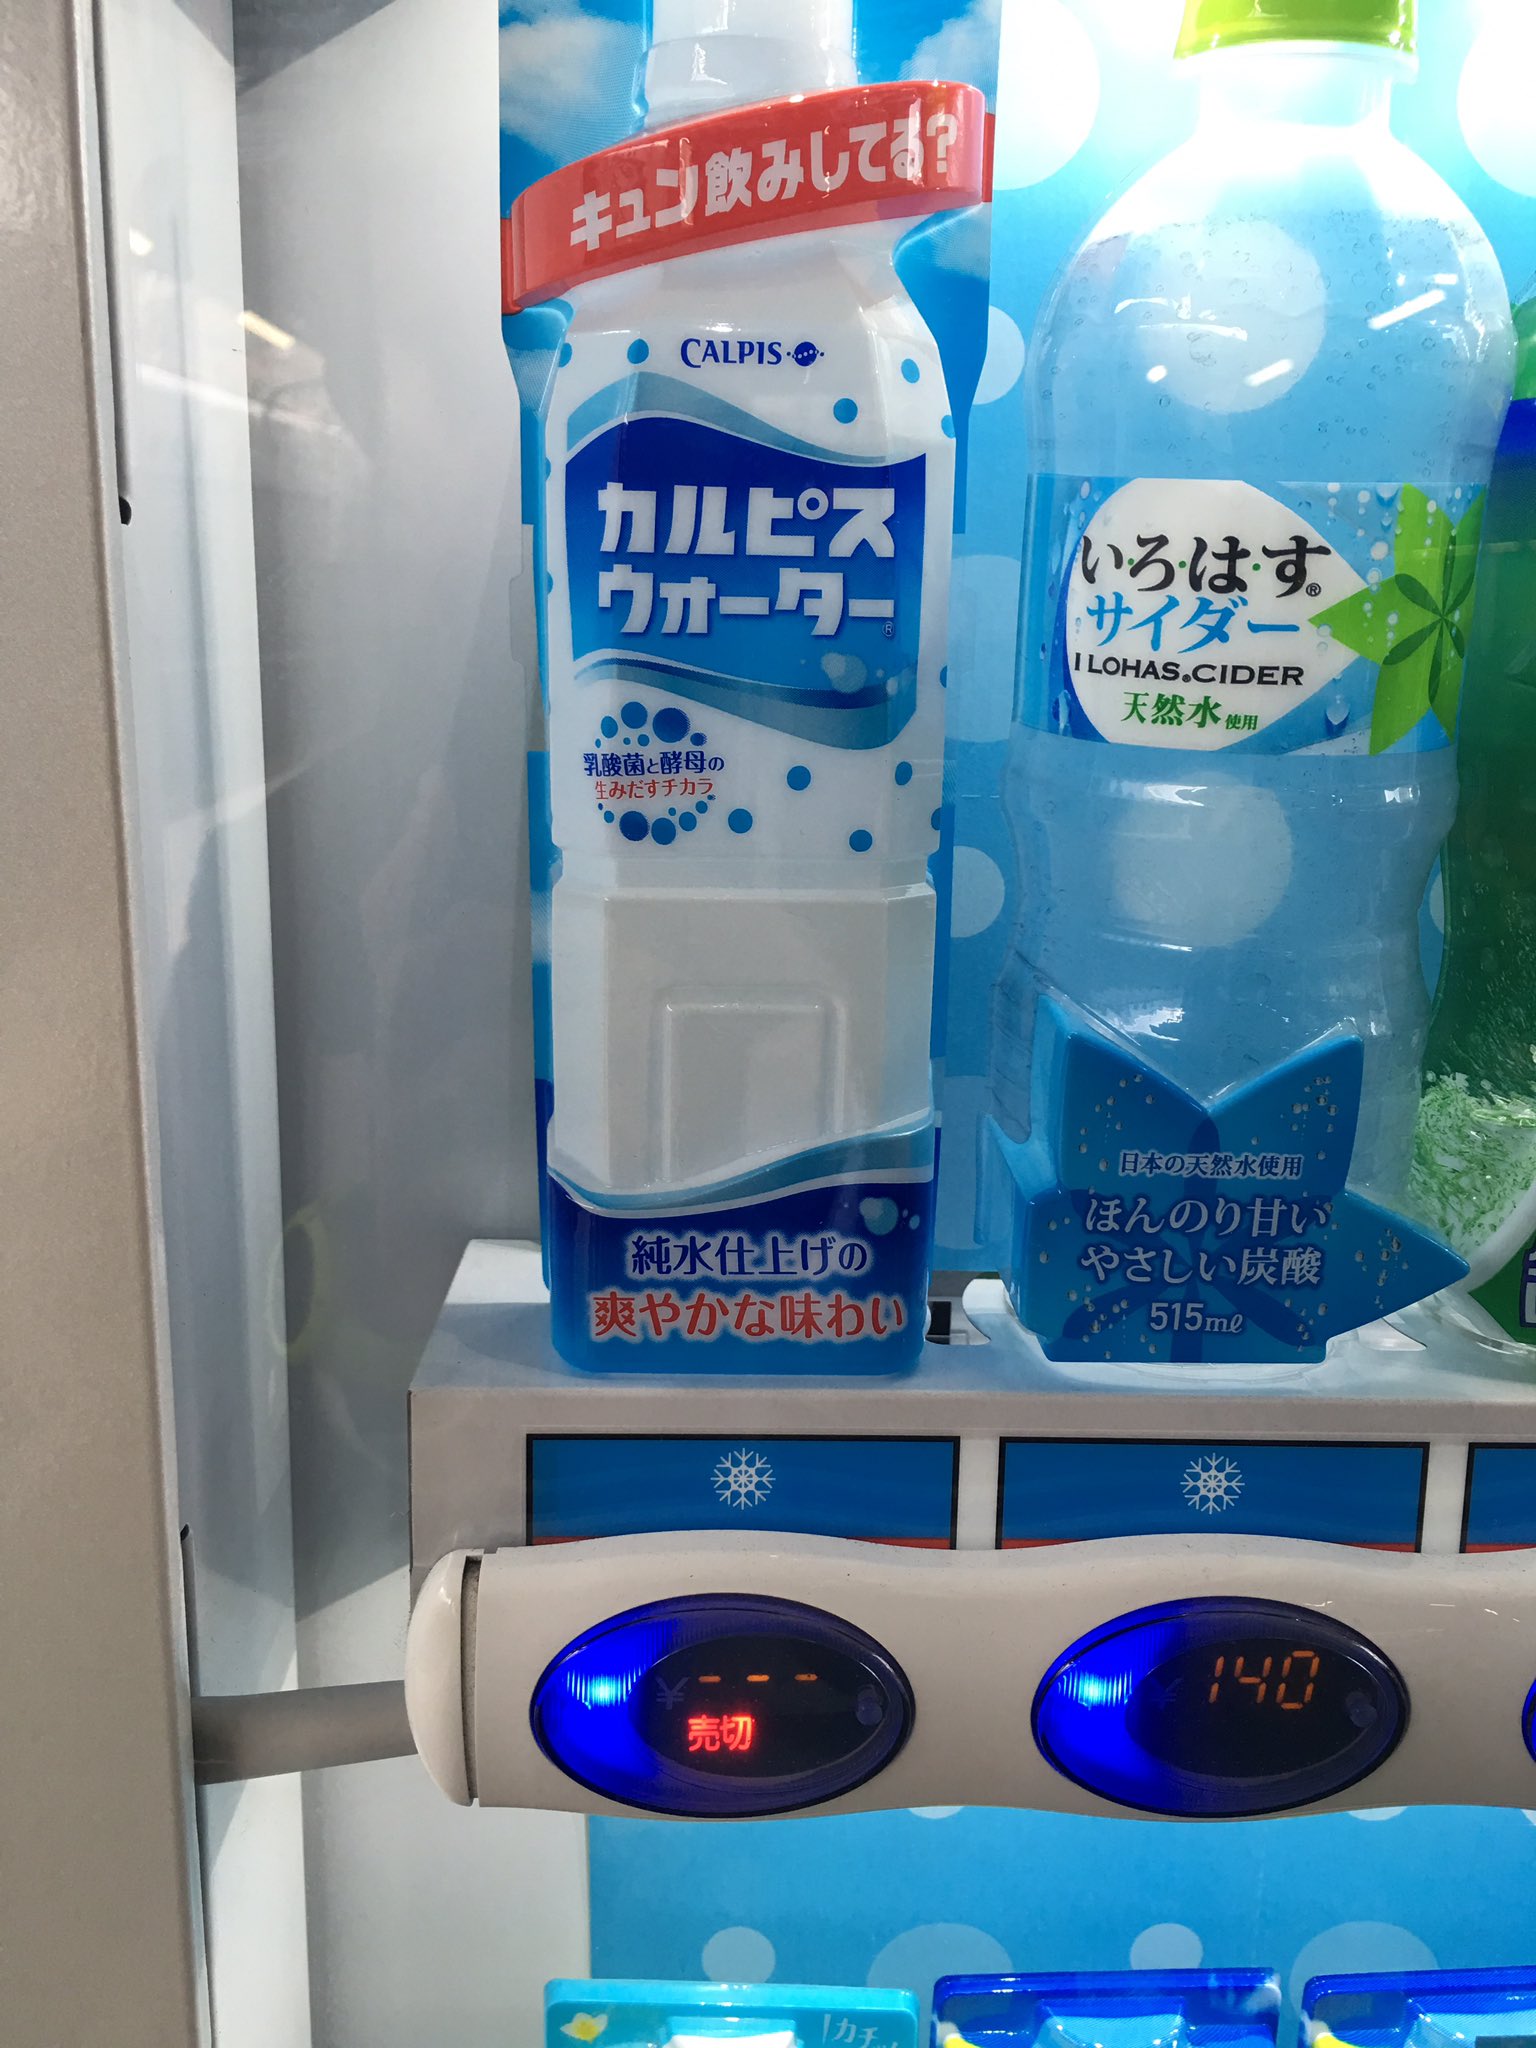 キュン飲みしてる?
CALPIS
カルピス
ウォーター®
乳酸菌と酵母の
生みだすチカラ
純水仕上げの
爽やかな味わい
い・ろ・は・す®
サイダー
I LOHAS®CIDER
天然水使用
日本の天然水使用
ほんのり甘い
やさしい炭酸
515mℓ
¥ - - -
売切
¥ 140